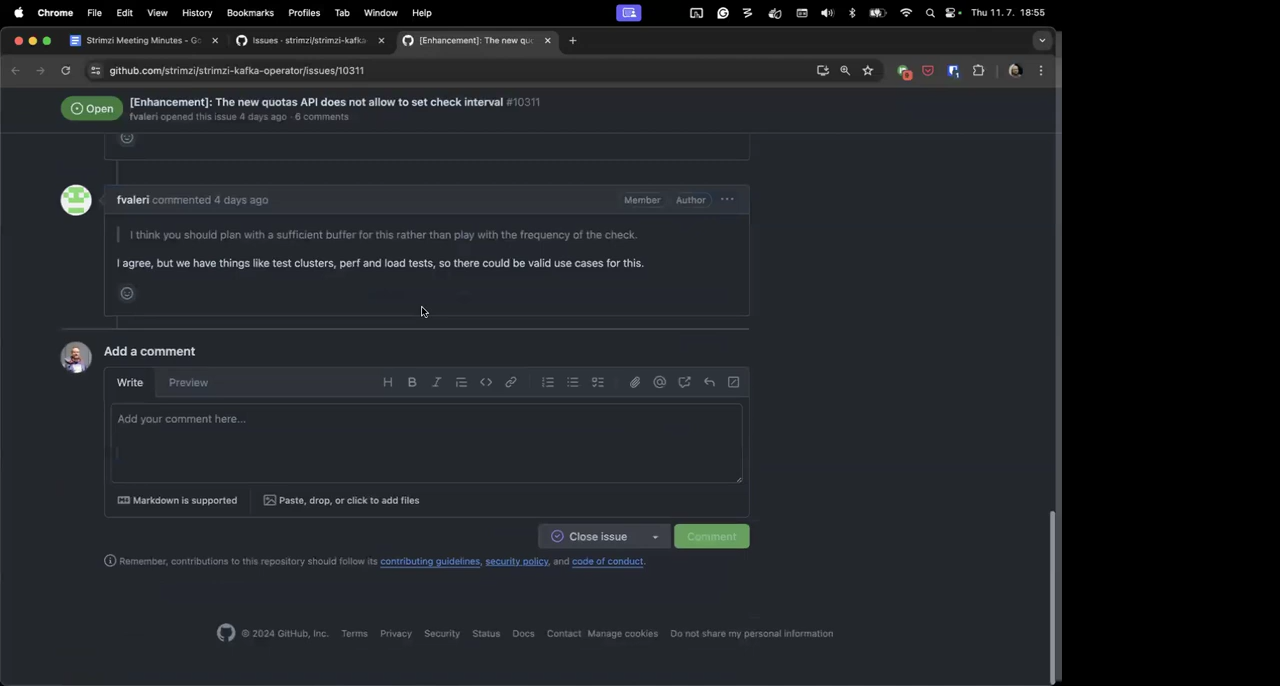 Chrome File Edit View History Bookmarks Profiles Tab Window Help Thu 11. 7. 18:55
Strimzi Meeting Minutes - Go
Issues · strimzi/strimzi-kafka-
[Enhancement]: The new quo
github.com/strimzi/strimzi-kafka-operator/issues/10311
Open
[Enhancement]: The new quotas API does not allow to set check interval #10311
fvaleri opened this issue 4 days ago · 6 comments
fvaleri commented 4 days ago Member Author
I think you should plan with a sufficient buffer for this rather than play with the frequency of the check.
I agree, but we have things like test clusters, perf and load tests, so there could be valid use cases for this.
Add a comment
Write Preview
Add your comment here...
Markdown is supported Paste, drop, or click to add files
Close issue Comment
Remember, contributions to this repository should follow its contributing guidelines, security policy, and code of conduct.
© 2024 GitHub, Inc. Terms Privacy Security Status Docs Contact Manage cookies Do not share my personal information